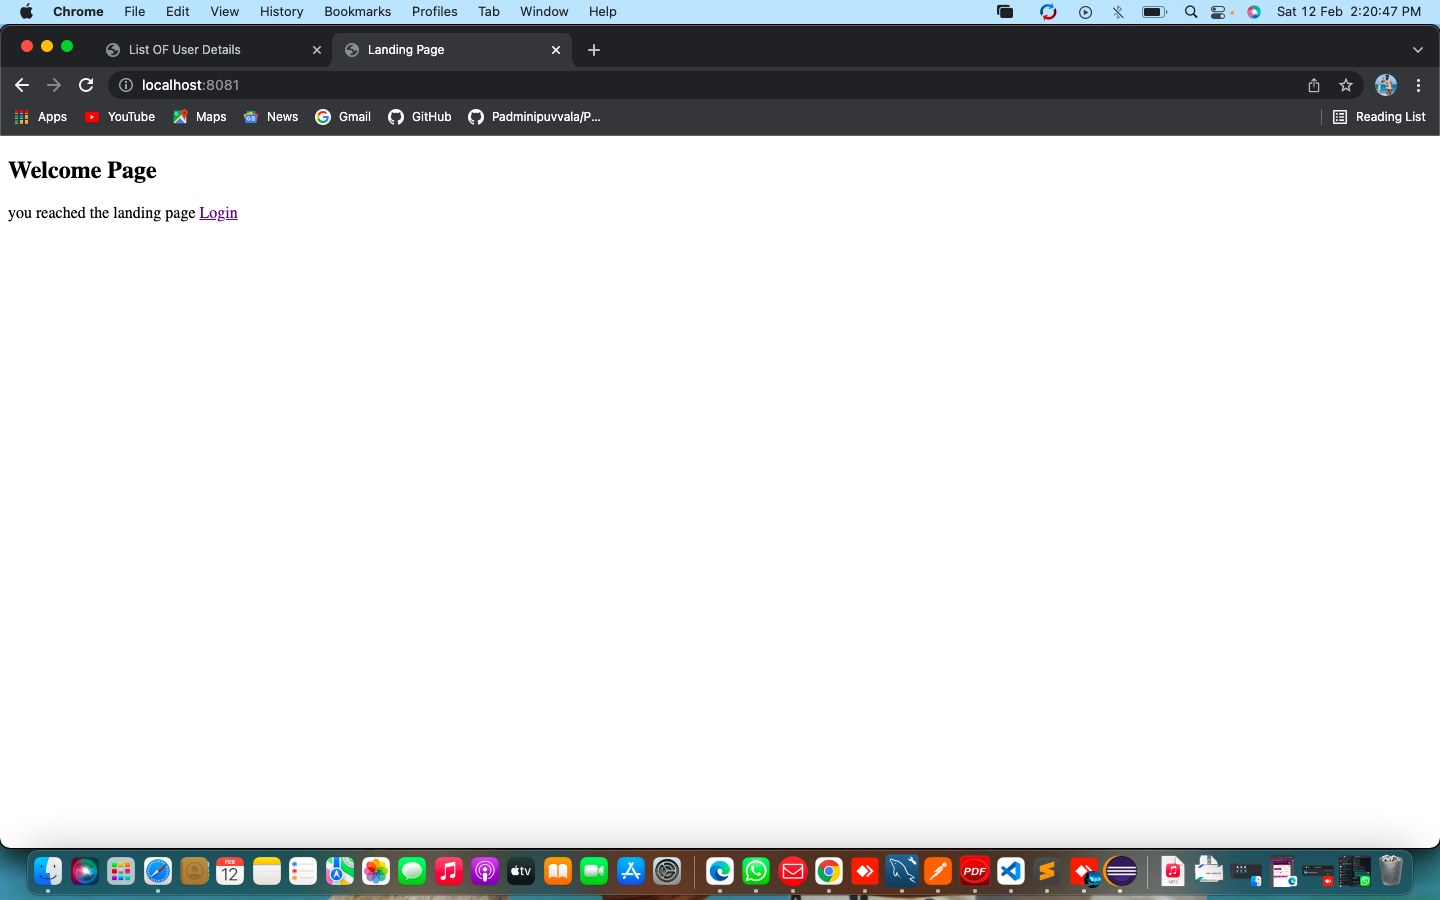 Chrome File Edit View History Bookmarks Profiles Tab Window Help Sat 12 Feb 2:20:47 PM
List OF User Details Landing Page
localhost:8081
Apps YouTube Maps News Gmail GitHub Padminipuvvala/P... Reading List
Welcome Page
you reached the landing page Login
FEB
12
tv
PDF